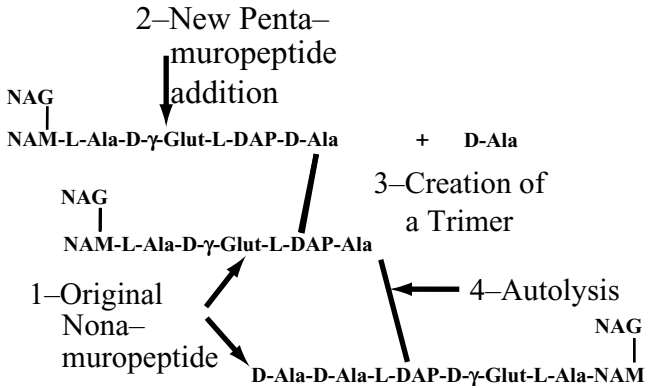 2–New Penta–
muropeptide
addition
NAG
NAM-L-Ala-D-γ-Glut-L-DAP-D-Ala + D-Ala
3–Creation of
a Trimer
NAG
NAM-L-Ala-D-γ-Glut-L-DAP-Ala
1–Original
Nona–
muropeptide
4–Autolysis
NAG
D-Ala-D-Ala-L-DAP-D-γ-Glut-L-Ala-NAM